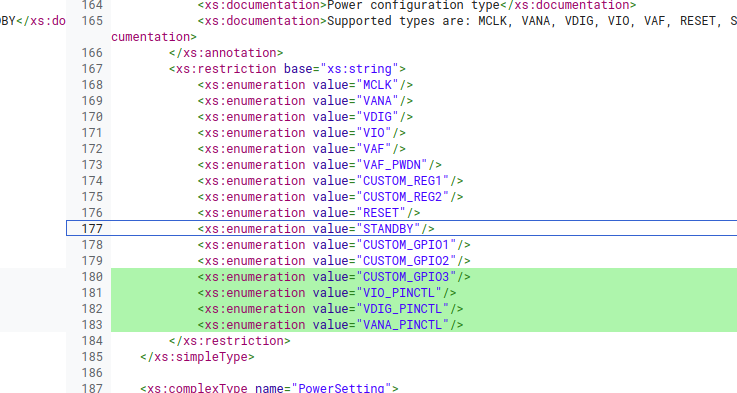 164 <xs:documentation>Power configuration type</xs:documentation>
DBY</xs:do 165 <xs:documentation>Supported types are: MCLK, VANA, VDIG, VIO, VAF, RESET, S
cumentation>
166 </xs:annotation>
167 <xs:restriction base="xs:string">
168 <xs:enumeration value="MCLK"/>
169 <xs:enumeration value="VANA"/>
170 <xs:enumeration value="VDIG"/>
171 <xs:enumeration value="VIO"/>
172 <xs:enumeration value="VAF"/>
173 <xs:enumeration value="VAF_PWDN"/>
174 <xs:enumeration value="CUSTOM_REG1"/>
175 <xs:enumeration value="CUSTOM_REG2"/>
176 <xs:enumeration value="RESET"/>
177 <xs:enumeration value="STANDBY"/>
178 <xs:enumeration value="CUSTOM_GPIO1"/>
179 <xs:enumeration value="CUSTOM_GPIO2"/>
180 <xs:enumeration value="CUSTOM_GPIO3"/>
181 <xs:enumeration value="VIO_PINCTL"/>
182 <xs:enumeration value="VDIG_PINCTL"/>
183 <xs:enumeration value="VANA_PINCTL"/>
184 </xs:restriction>
185 </xs:simpleType>
186
187 <xs:complexType name="PowerSetting">